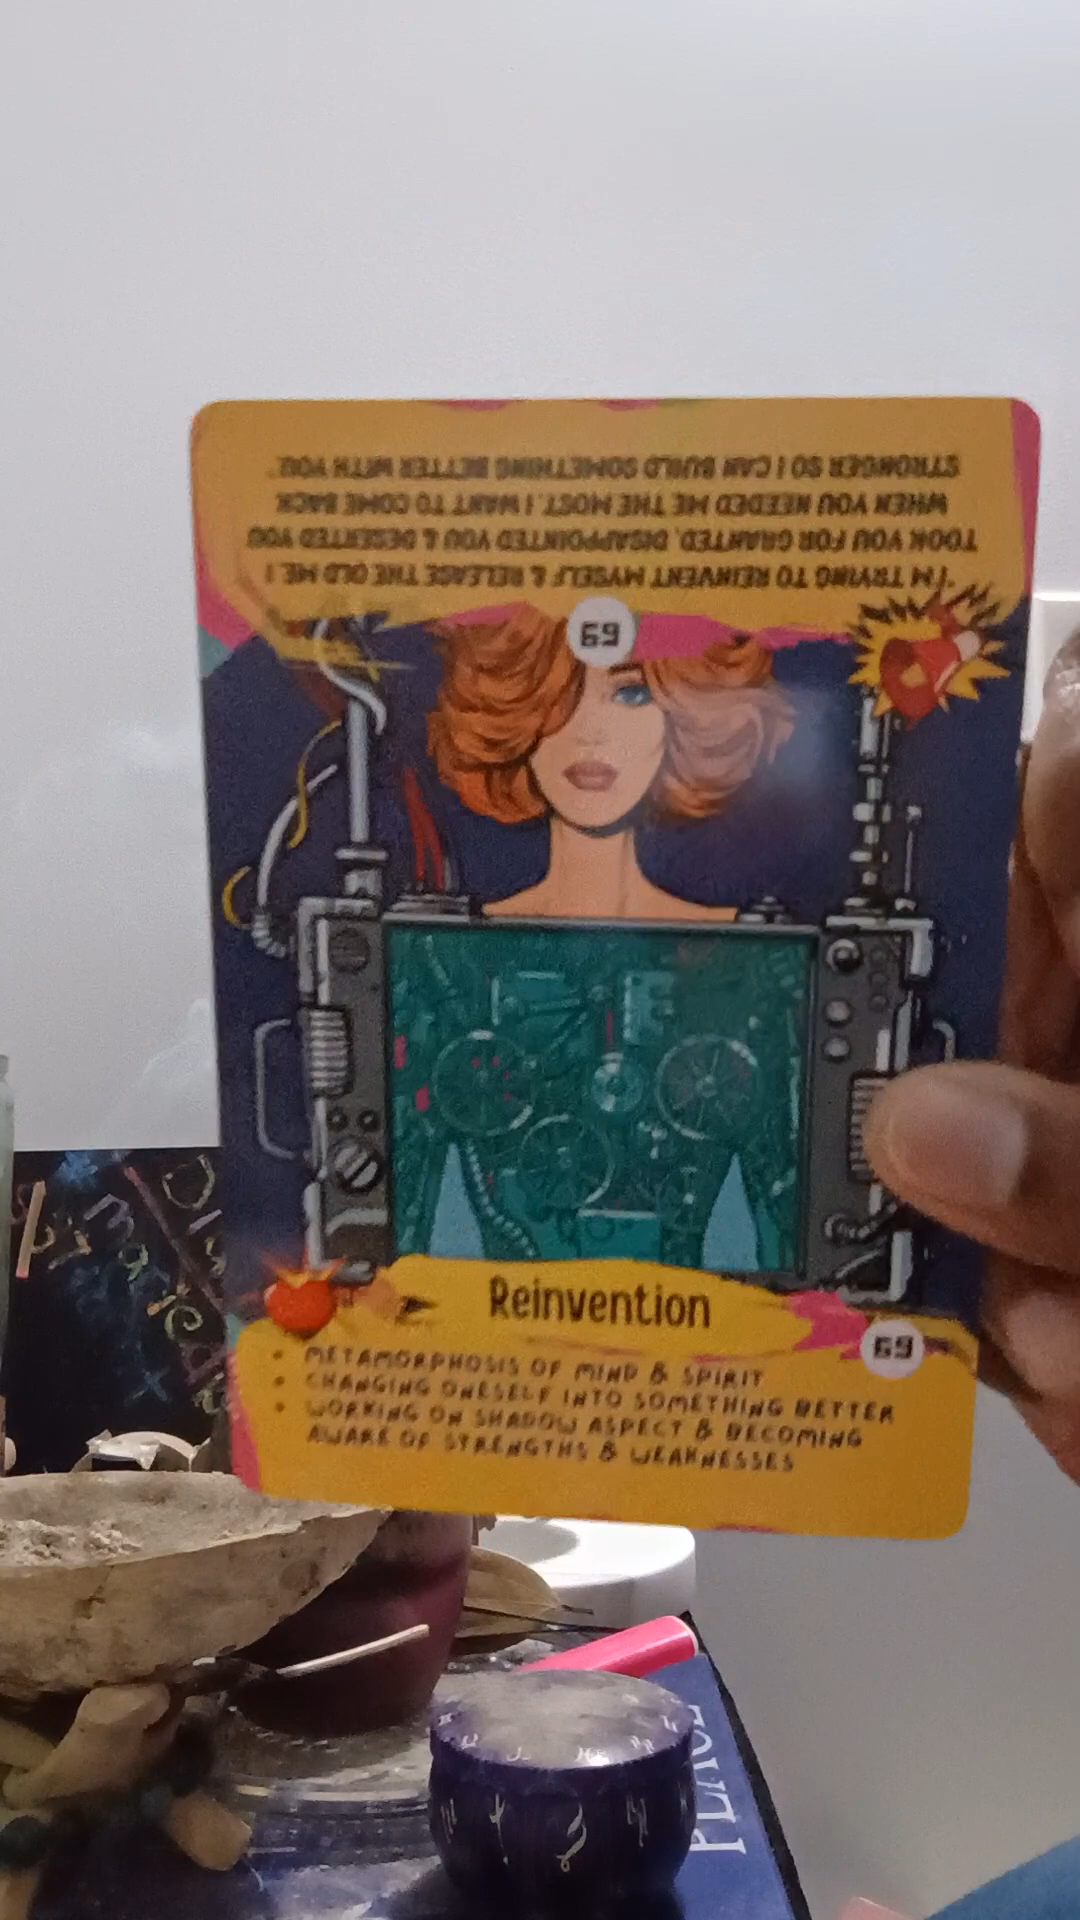 "I'M TRYING TO REINVENT MYSELF & RELEASE THE OLD ME I
TOOK YOU FOR GRANTED, DISAPPOINTED YOU & DESERTED YOU
WHEN YOU NEEDED ME THE MOST. I WANT TO COME BACK
STRONGER SO I CAN BUILD SOMETHING BETTER WITH YOU."
69
Reinvention
69
• METAMORPHOSIS OF MIND & SPIRIT
• CHANGING ONESELF INTO SOMETHING BETTER
• WORKING ON SHADOW ASPECT & BECOMING
AWARE OF STRENGTHS & WEAKNESSES
PEACE